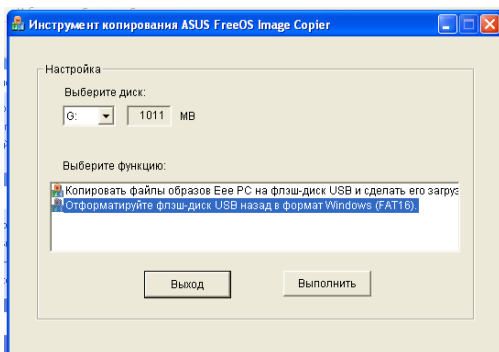 Инструмент копирования ASUS FreeOS Image Copier
Настройка
Выберите диск:
G: 1011 MB
Выберите функцию:
Копировать файлы образов Eee PC на флэш-диск USB и сделать его загруз
Отформатируйте флэш-диск USB назад в формат Windows (FAT16).
Выход Выполнить